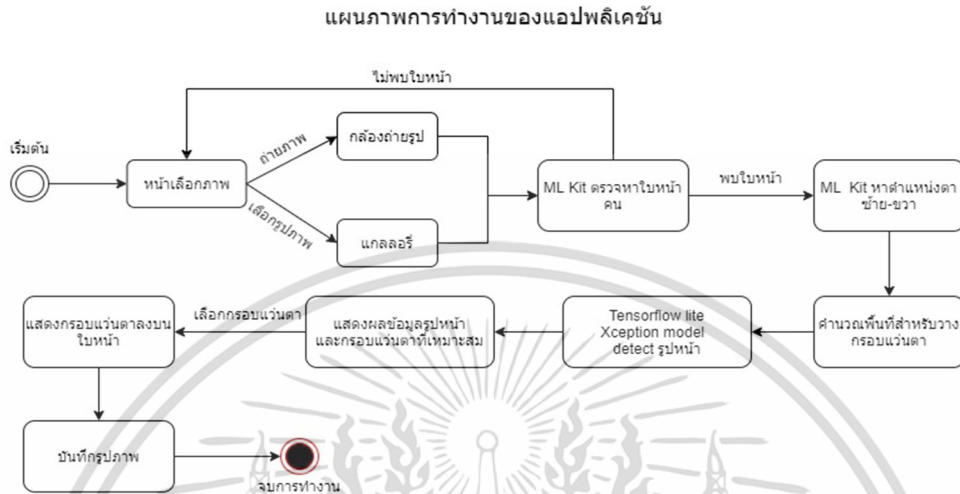 แผนภาพการทำงานของแอปพลิเคชัน
ไม่พบใบหน้า
เริ่มต้น
หน้าเลือกภาพ
ถ่ายภาพ
เลือกรูปภาพ
กล้องถ่ายรูป
แกลลอรี่
ML Kit ตรวจหาใบหน้า
คน
พบใบหน้า
ML Kit หาตำแหน่งตา
ซ้าย-ขวา
คำนวณพื้นที่สำหรับวาง
กรอบแว่นตา
Tensorflow lite
Xception model
detect รูปหน้า
แสดงผลข้อมูลรูปหน้า
และกรอบแว่นตาที่เหมาะสม
เลือกกรอบแว่นตา
แสดงกรอบแว่นตาลงบน
ใบหน้า
บันทึกรูปภาพ
จบการทำงาน